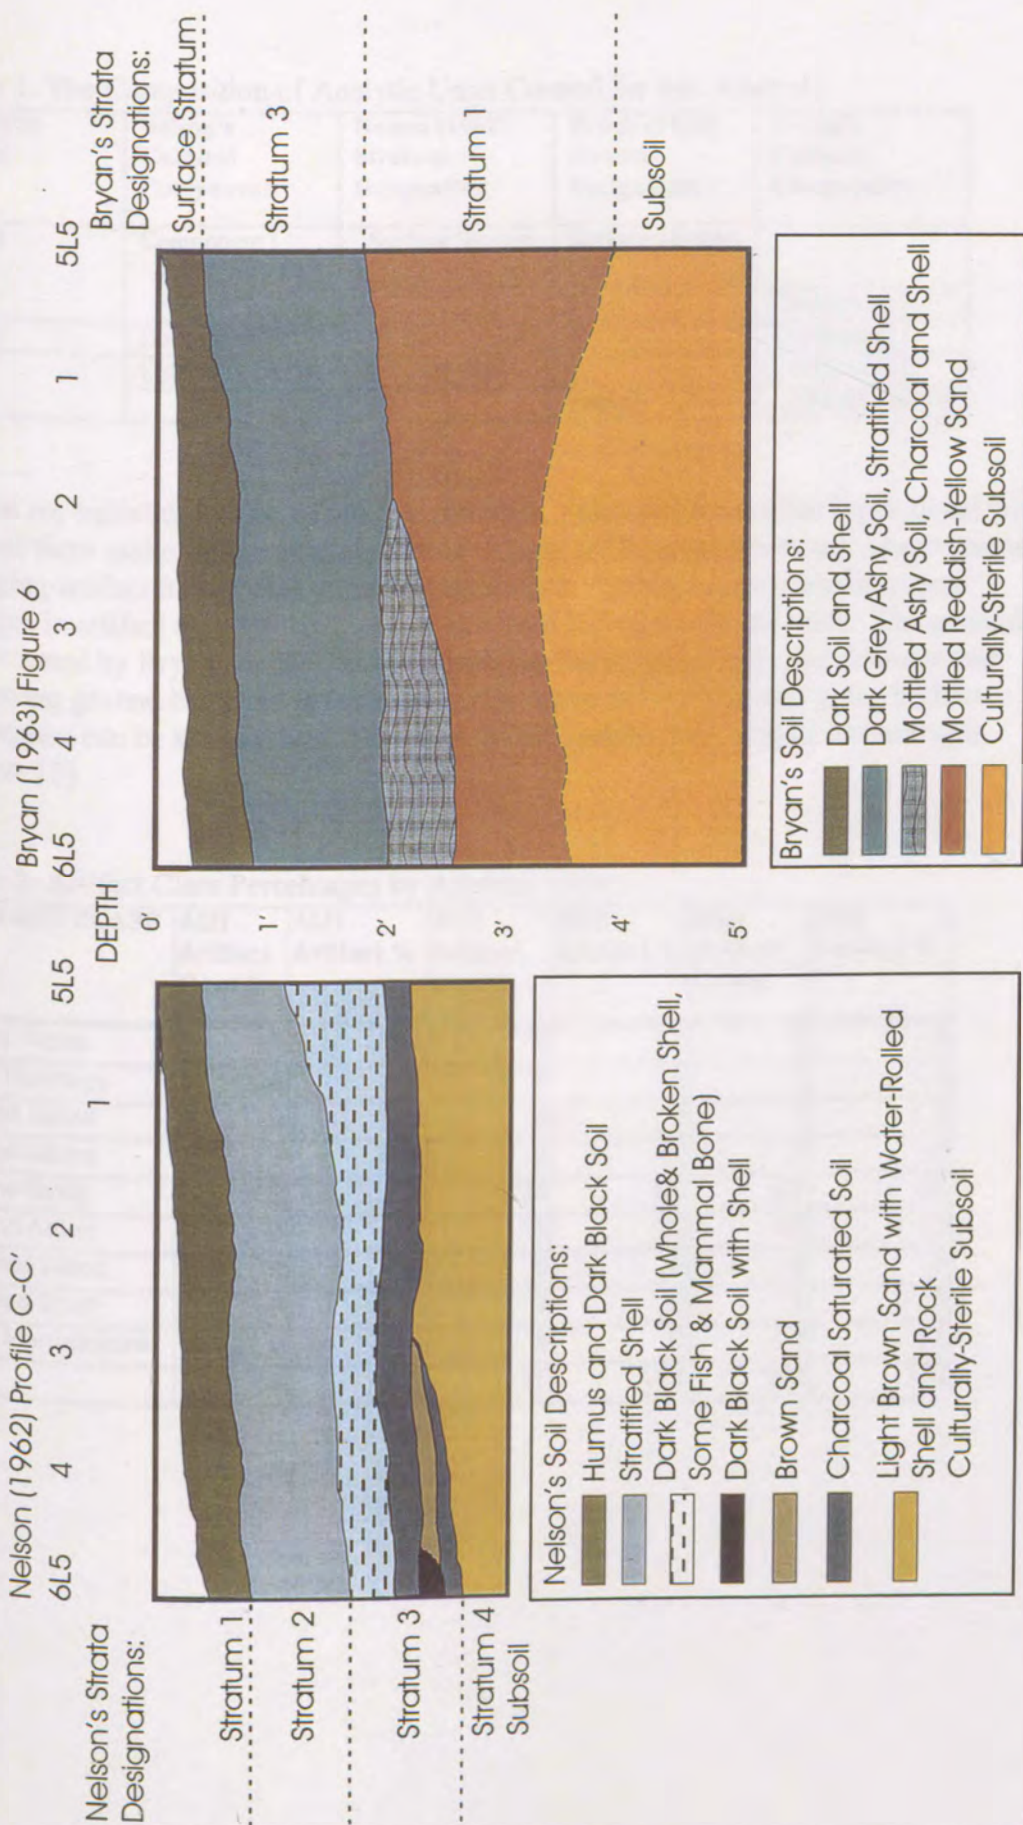 Nelson (1962) Profile C-C'
Nelson's Strata
Designations:
6L5 4 3 2 1 5L5
Stratum 1
Stratum 2
Stratum 3
Stratum 4
Subsoil
DEPTH
0'
1'
2'
3'
4'
5'
Bryan (1963) Figure 6
6L5 4 3 2 1 5L5
Bryan's Strata
Designations:
Surface Stratum
Stratum 3
Stratum 1
Subsoil
Nelson's Soil Descriptions:
Humus and Dark Black Soil
Stratified Shell
Dark Black Soil (Whole& Broken Shell,
Some Fish & Mammal Bone)
Dark Black Soil with Shell
Brown Sand
Charcoal Saturated Soil
Light Brown Sand with Water-Rolled
Shell and Rock
Culturally-Sterile Subsoil
Bryan's Soil Descriptions:
Dark Soil and Shell
Dark Grey Ashy Soil, Stratified Shell
Mottled Ashy Soil, Charcoal and Shell
Mottled Reddish-Yellow Sand
Culturally-Sterile Subsoil